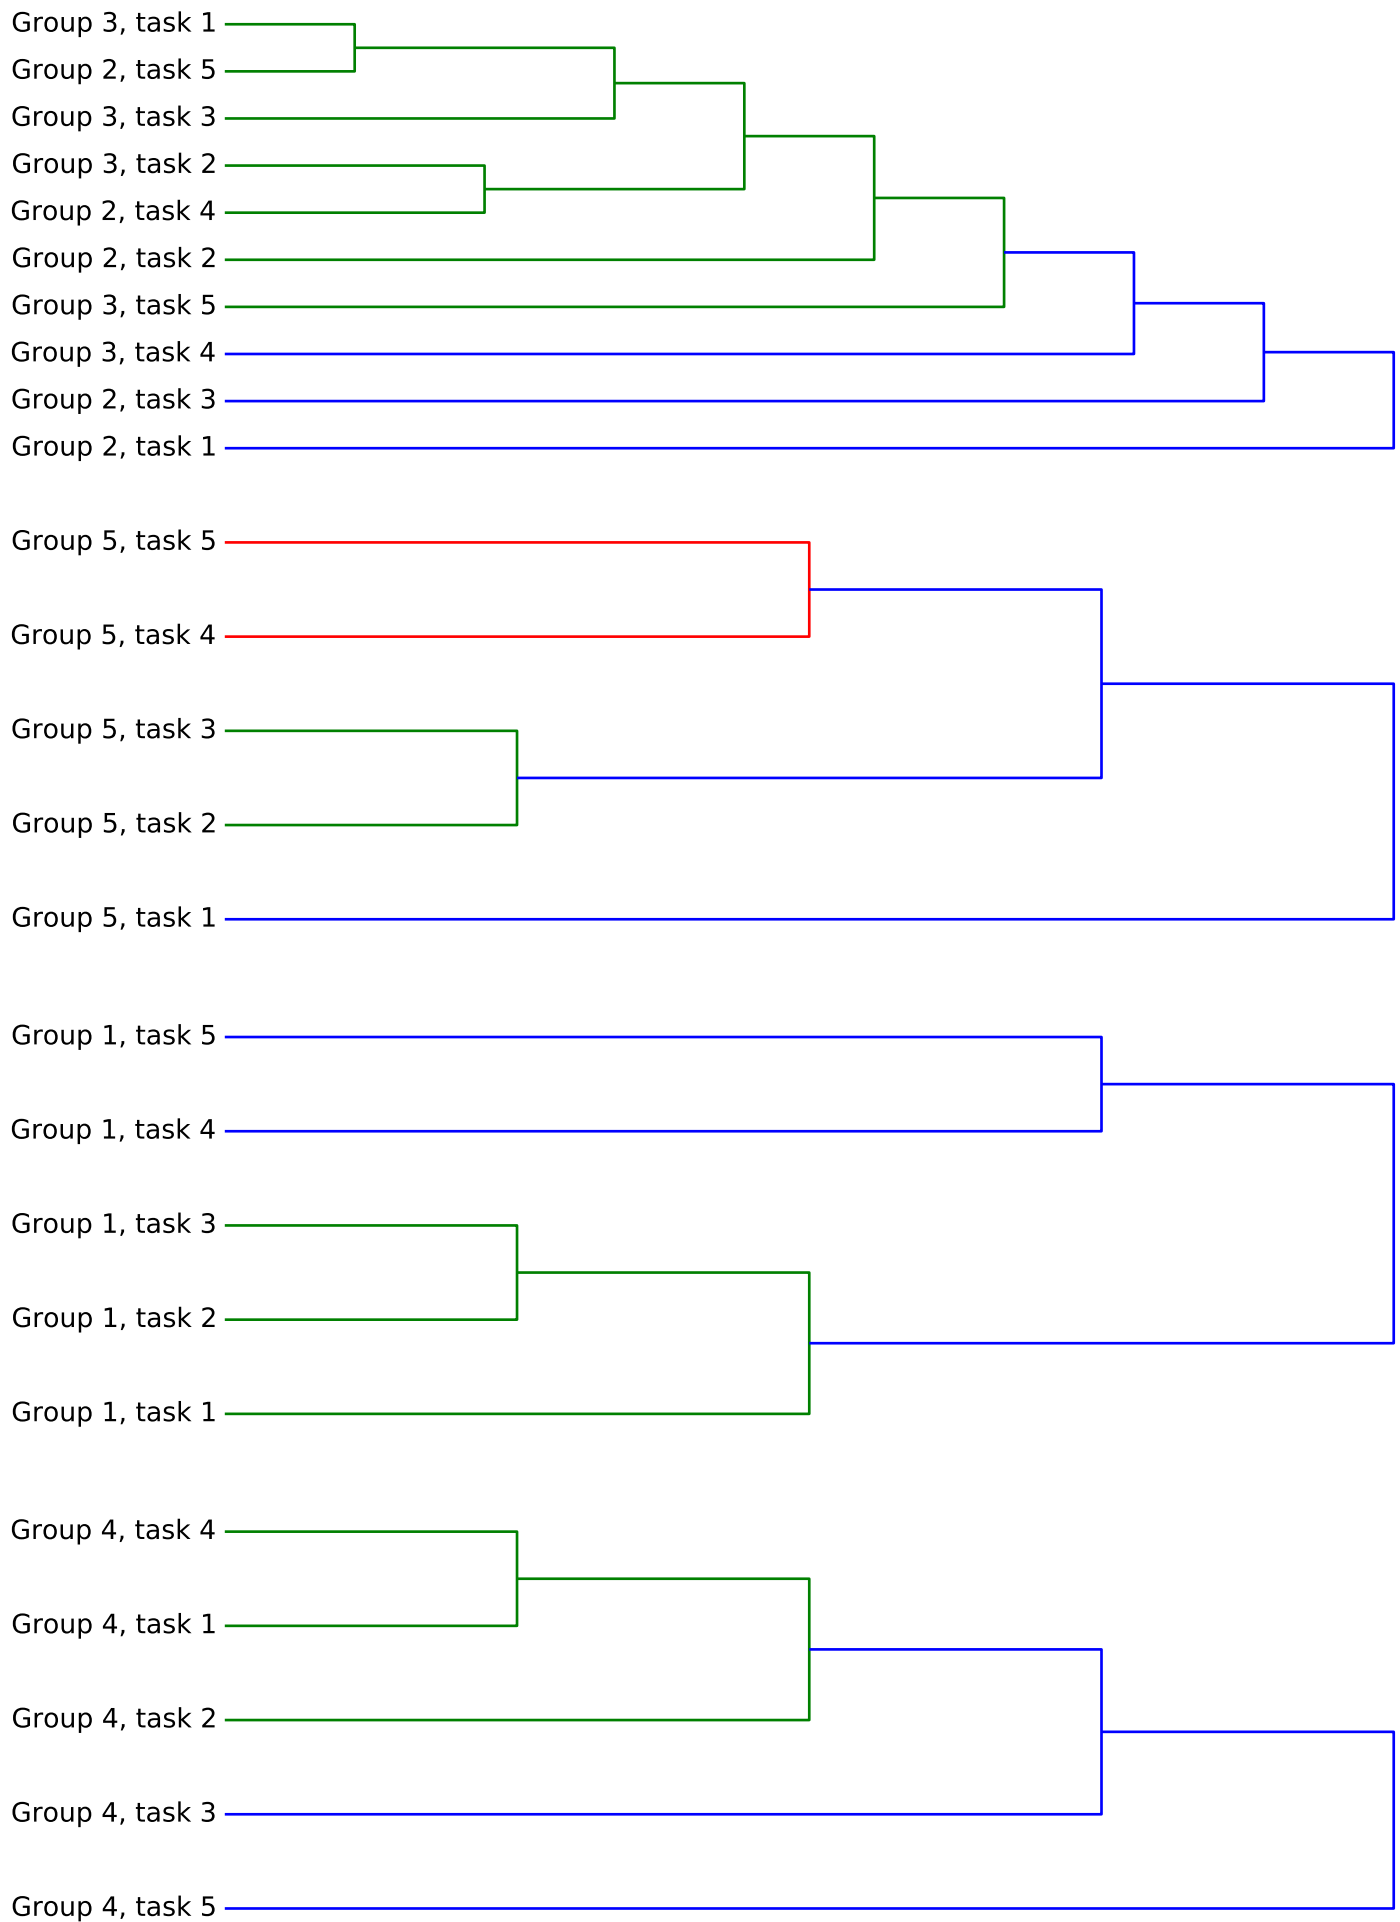 Group 3, task 1
Group 2, task 5
Group 3, task 3
Group 3, task 2
Group 2, task 4
Group 2, task 2
Group 3, task 5
Group 3, task 4
Group 2, task 3
Group 2, task 1
Group 5, task 5
Group 5, task 4
Group 5, task 3
Group 5, task 2
Group 5, task 1
Group 1, task 5
Group 1, task 4
Group 1, task 3
Group 1, task 2
Group 1, task 1
Group 4, task 4
Group 4, task 1
Group 4, task 2
Group 4, task 3
Group 4, task 5